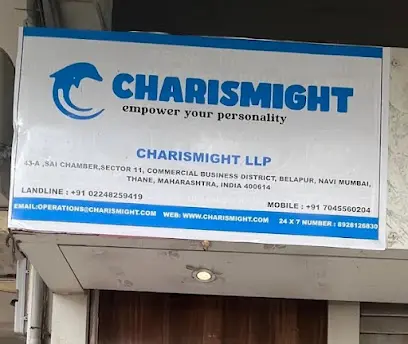 CHARISMIGHT
empower your personality
CHARISMIGHT LLP
43-A ,SAI CHAMBER,SECTOR 11, COMMERCIAL BUSINESS DISTRICT, BELAPUR, NAVI MUMBAI,
THANE, MAHARASHTRA, INDIA 400614
LANDLINE : +91 02248259419
MOBILE : +91 7045560204
EMAIL:OPERATIONS@CHARISMIGHT.COM WEB: WWW.CHARISMIGHT.COM 24 X 7 NUMBER : 8928128830